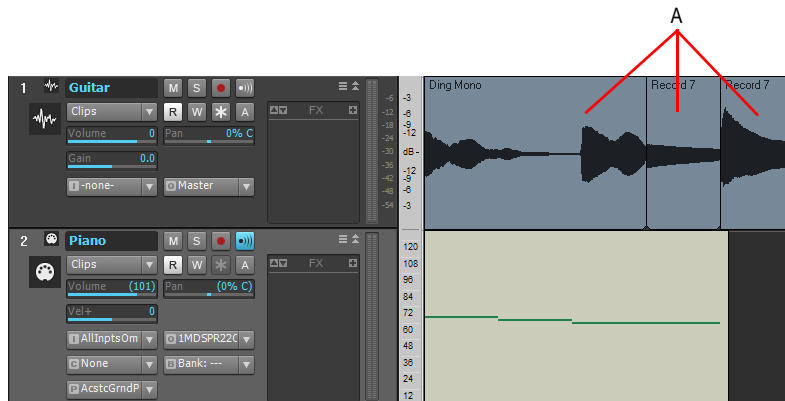 A
1 Guitar M S
Clips R W A FX
Volume 0 Pan 0% C
Gain 0.0
I -none- O Master
-6
-12
-18
-24
-30
-36
-42
-48
-54
-3
-6
-9
-12
dB-
-12
-9
-6
-3
Ding Mono Record 7 Record 7
2 Piano M S
Clips R W A FX
Volume (101) Pan (0% C)
Vel+ 0
I AllInptsOm O 1MDSPR22C
C None B Bank: ---
P AcstcGrndP
120
108
96
84
72
60
48
36
24
12